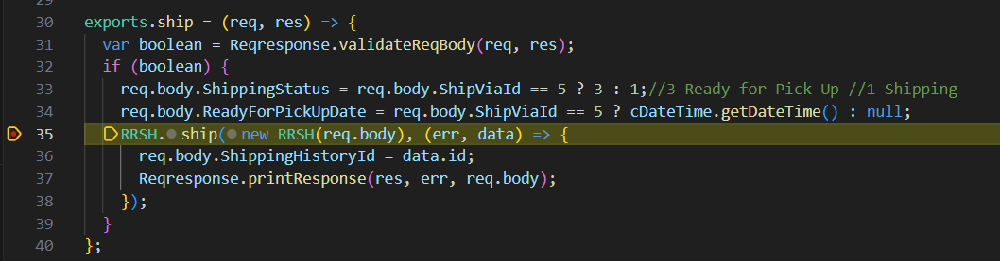 29
30 exports.ship = (req, res) => {
31 var boolean = Reqresponse.validateReqBody(req, res);
32 if (boolean) {
33 req.body.ShippingStatus = req.body.ShipViaId == 5 ? 3 : 1;//3-Ready for Pick Up //1-Shipping
34 req.body.ReadyForPickUpDate = req.body.ShipViaId == 5 ? cDateTime.getDateTime() : null;
35 RRSH.ship(new RRSH(req.body), (err, data) => {
36 req.body.ShippingHistoryId = data.id;
37 Reqresponse.printResponse(res, err, req.body);
38 });
39 }
40 };